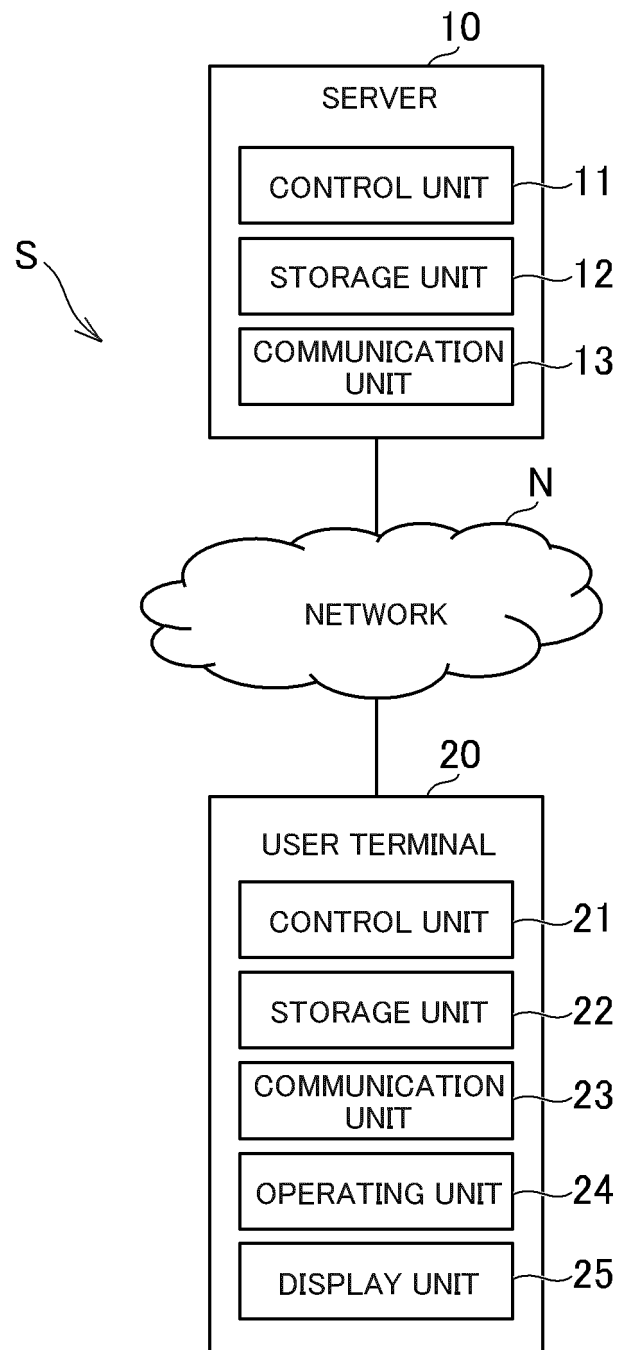 10
SERVER
CONTROL UNIT
11
S
STORAGE UNIT
12
COMMUNICATION
UNIT
13
N
NETWORK
20
USER TERMINAL
CONTROL UNIT
21
STORAGE UNIT
22
COMMUNICATION
UNIT
23
OPERATING UNIT
24
DISPLAY UNIT
25